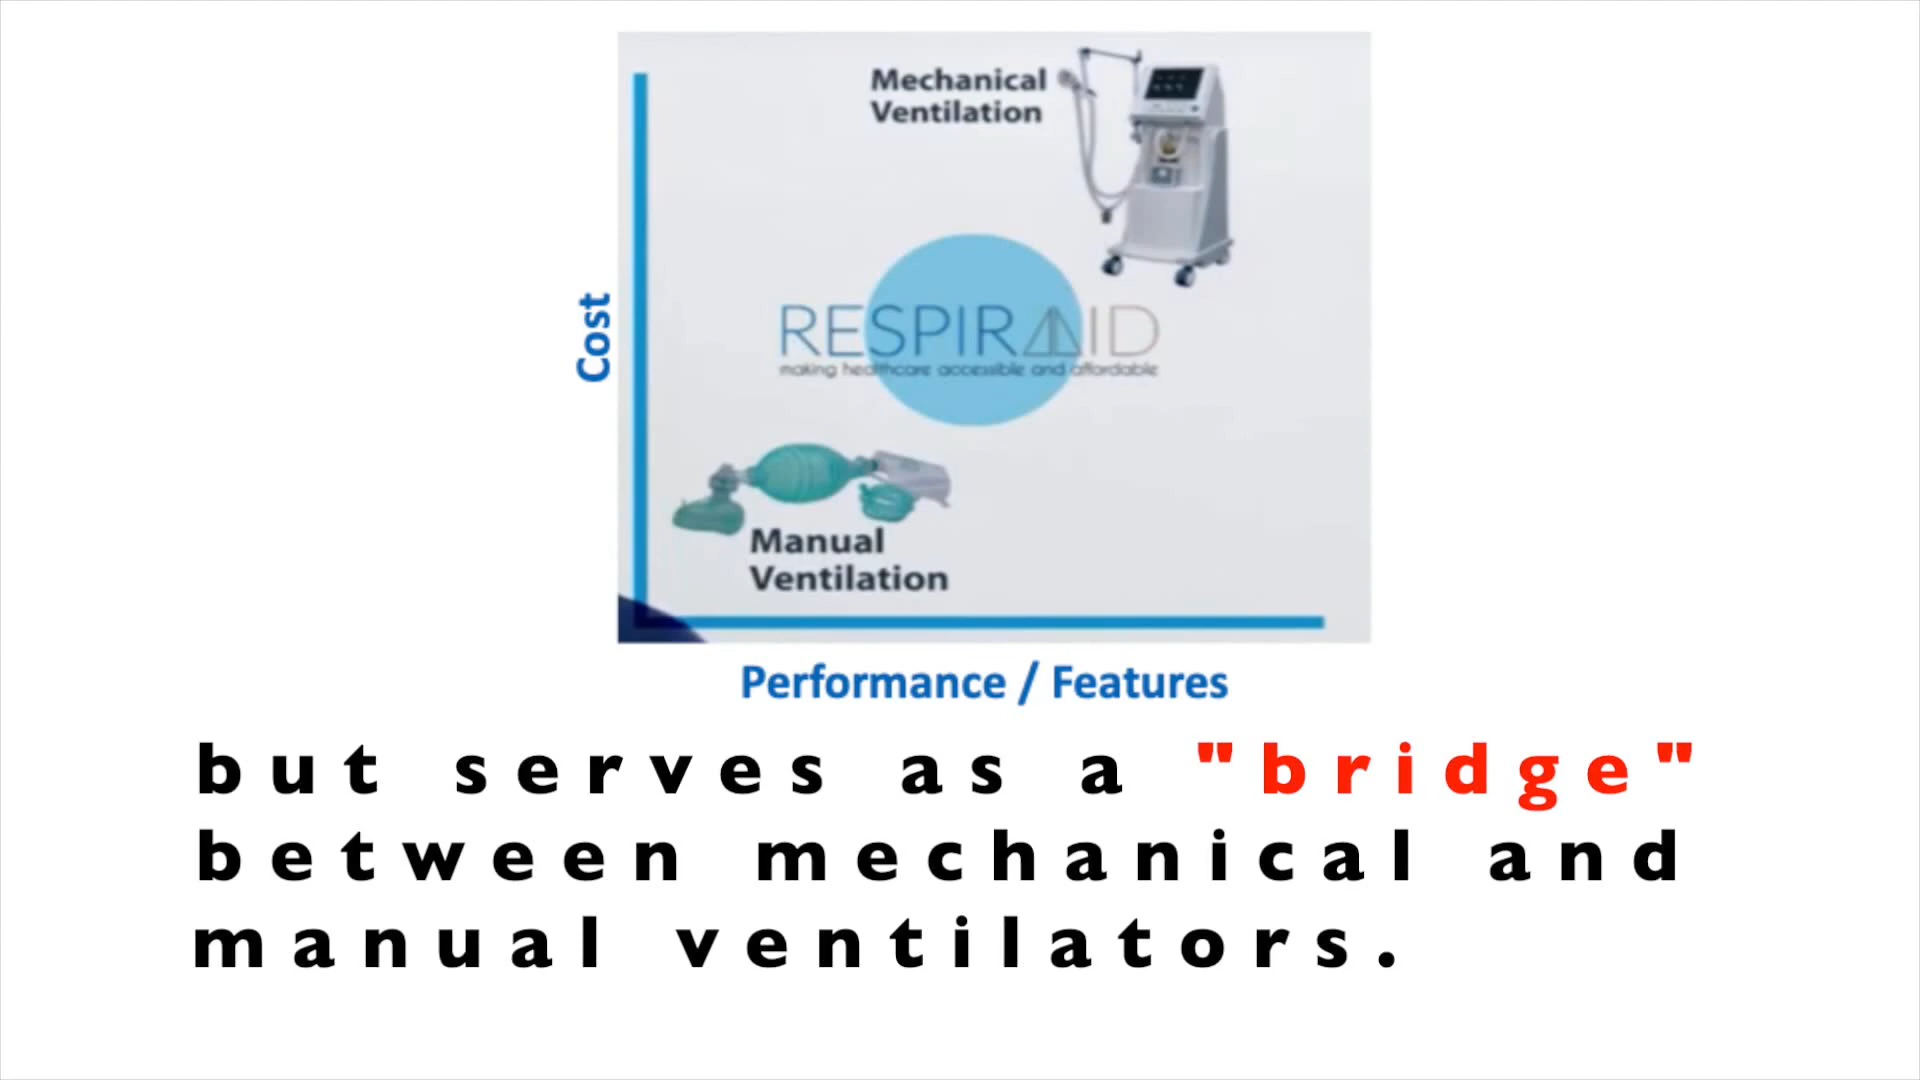 Mechanical
Ventilation
Cost
RESPIRAID
making healthcare accessible and affordable
Manual
Ventilation
Performance / Features
but serves as a "bridge"
between mechanical and
manual ventilators.